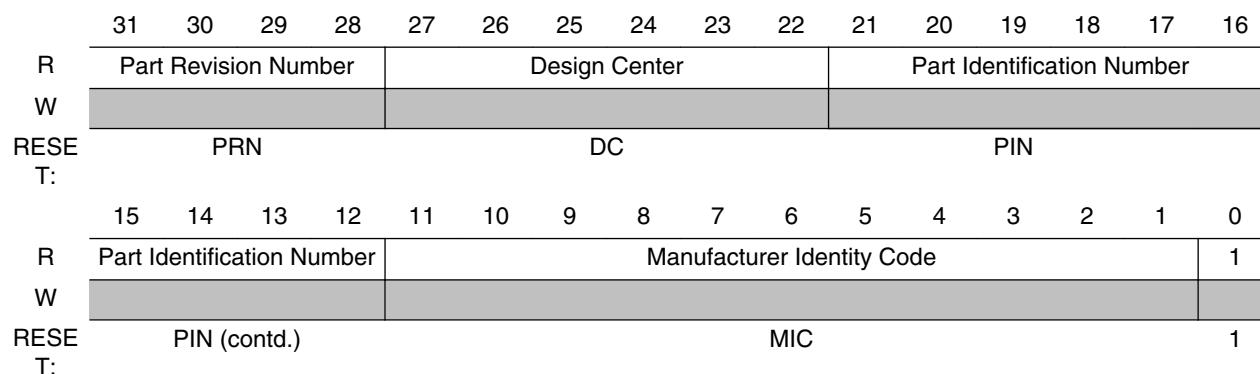 31 30 29 28 27 26 25 24 23 22 21 20 19 18 17 16
R Part Revision Number Design Center Part Identification Number
W
RESE PRN DC PIN
T:
15 14 13 12 11 10 9 8 7 6 5 4 3 2 1 0
R Part Identification Number Manufacturer Identity Code 1
W
RESE PIN (contd.) MIC 1
T: